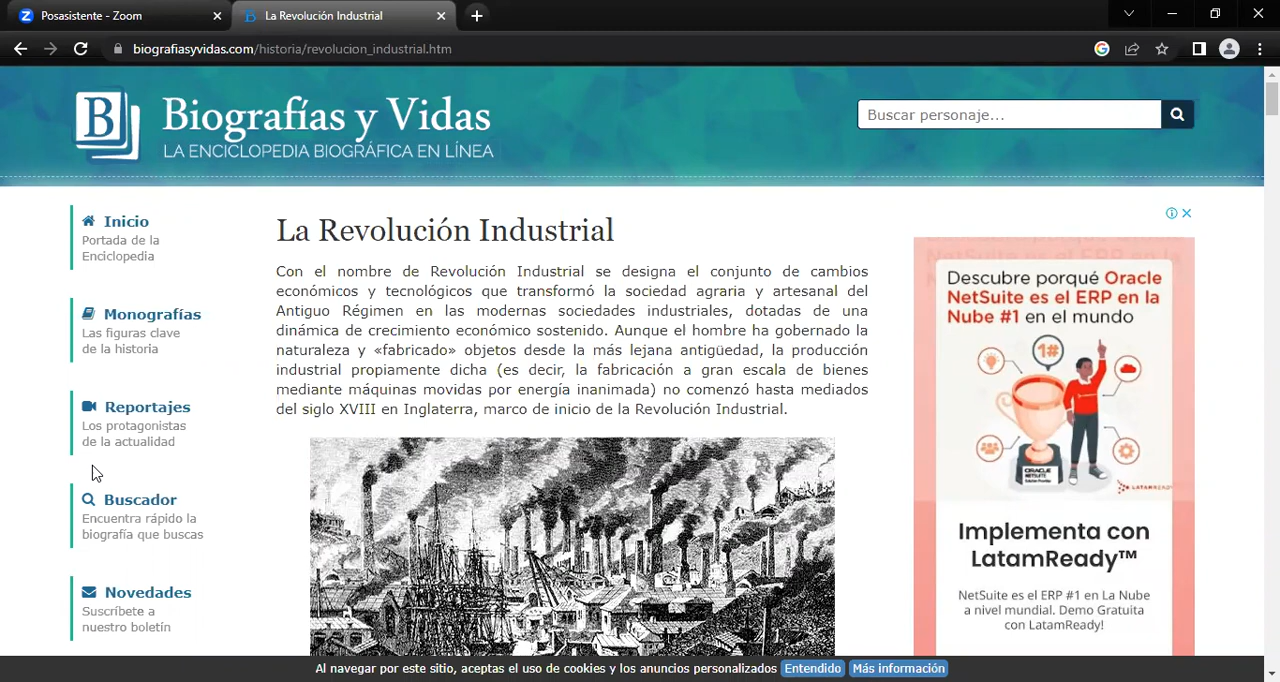 Posasistente - Zoom
La Revolución Industrial
biografiasyvidas.com/historia/revolucion_industrial.htm
B
Biografías y Vidas
LA ENCICLOPEDIA BIOGRÁFICA EN LÍNEA
Buscar personaje...
Inicio
Portada de la
Enciclopedia
Monografías
Las figuras clave
de la historia
Reportajes
Los protagonistas
de la actualidad
Buscador
Encuentra rápido la
biografía que buscas
Novedades
Suscríbete a
nuestro boletín
La Revolución Industrial
Con el nombre de Revolución Industrial se designa el conjunto de cambios
económicos y tecnológicos que transformó la sociedad agraria y artesanal del
Antiguo Régimen en las modernas sociedades industriales, dotadas de una
dinámica de crecimiento económico sostenido. Aunque el hombre ha gobernado la
naturaleza y «fabricado» objetos desde la más lejana antigüedad, la producción
industrial propiamente dicha (es decir, la fabricación a gran escala de bienes
mediante máquinas movidas por energía inanimada) no comenzó hasta mediados
del siglo XVIII en Inglaterra, marco de inicio de la Revolución Industrial.
Descubre porqué Oracle
NetSuite es el ERP en la
Nube #1 en el mundo
1#
ORACLE
NETSUITE
LATAMREADY
Implementa con
LatamReady™
NetSuite es el ERP #1 en La Nube
a nivel mundial. Demo Gratuita
con LatamReady!
Al navegar por este sitio, aceptas el uso de cookies y los anuncios personalizados Entendido Más información